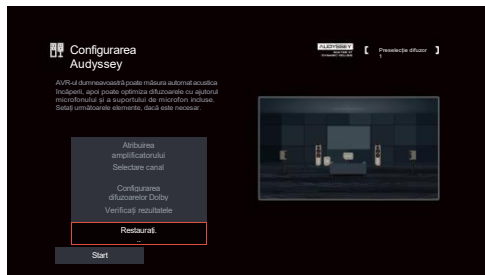 Configurarea
Audyssey
AUDYSSEY
[ Preselecție difuzor ]
1
AVR-ul dumneavoastră poate măsura automat acustica
încăperii, apoi poate optimiza difuzoarele cu ajutorul
microfonului și a suportului de microfon incluse.
Setați următoarele elemente, dacă este necesar.
Atribuirea
amplificatorului
Selectare canal
Configurarea
difuzoarelor Dolby
Verificați rezultatele
Restaurați.
..
Start